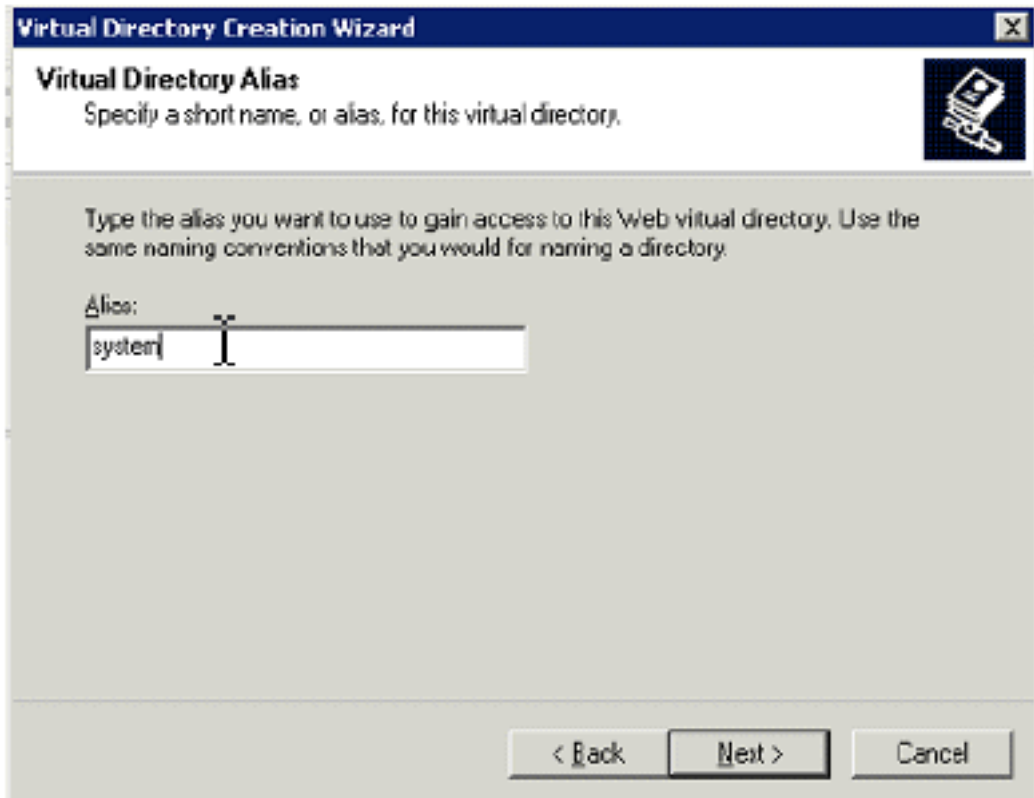 Virtual Directory Creation Wizard
Virtual Directory Alias
Specify a short name, or alias, for this virtual directory.
Type the alias you want to use to gain access to this Web virtual directory. Use the
same naming conventions that you would for naming a directory.
Alias:
system
< Back Next > Cancel